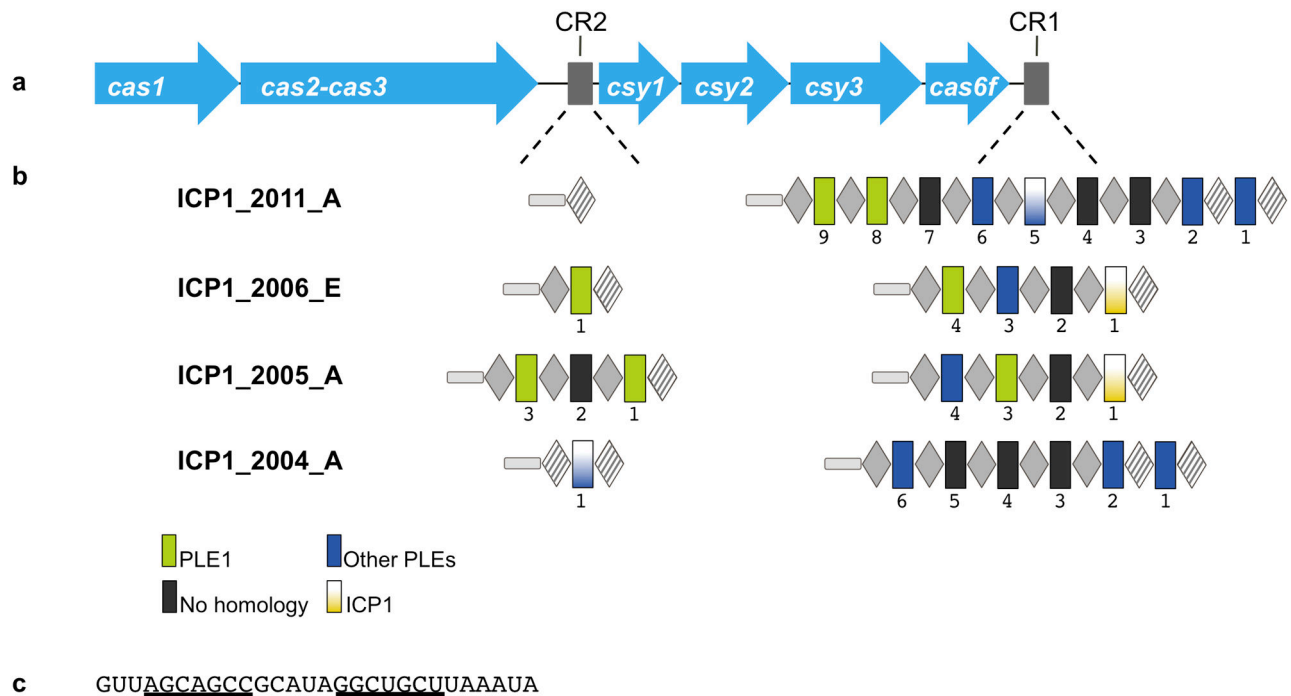 CR2 CR1
a cas1 cas2-cas3 csy1 csy2 csy3 cas6f
b
ICP1_2011_A
9 8 7 6 5 4 3 2 1
ICP1_2006_E
1 4 3 2 1
ICP1_2005_A
3 2 1 4 3 2 1
ICP1_2004_A
1 6 5 4 3 2 1
PLE1 Other PLEs
No homology ICP1
c GUUAGCAGCCGCAUAGGCUGCUUAAAUA